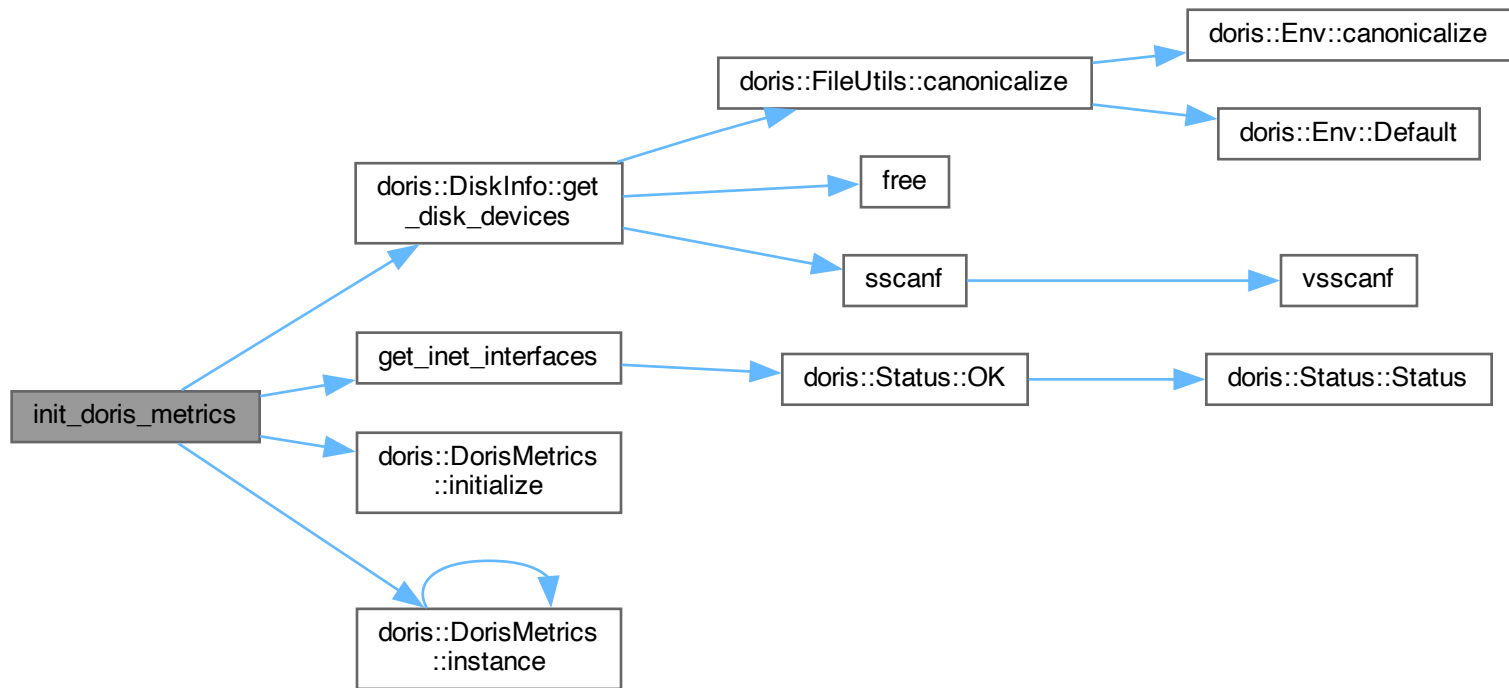 doris::Env::canonicalize
doris::FileUtils::canonicalize
doris::Env::Default
doris::DiskInfo::get
_disk_devices
free
sscanf
vsscanf
get_inet_interfaces
doris::Status::OK
doris::Status::Status
init_doris_metrics
doris::DorisMetrics
::initialize
doris::DorisMetrics
::instance